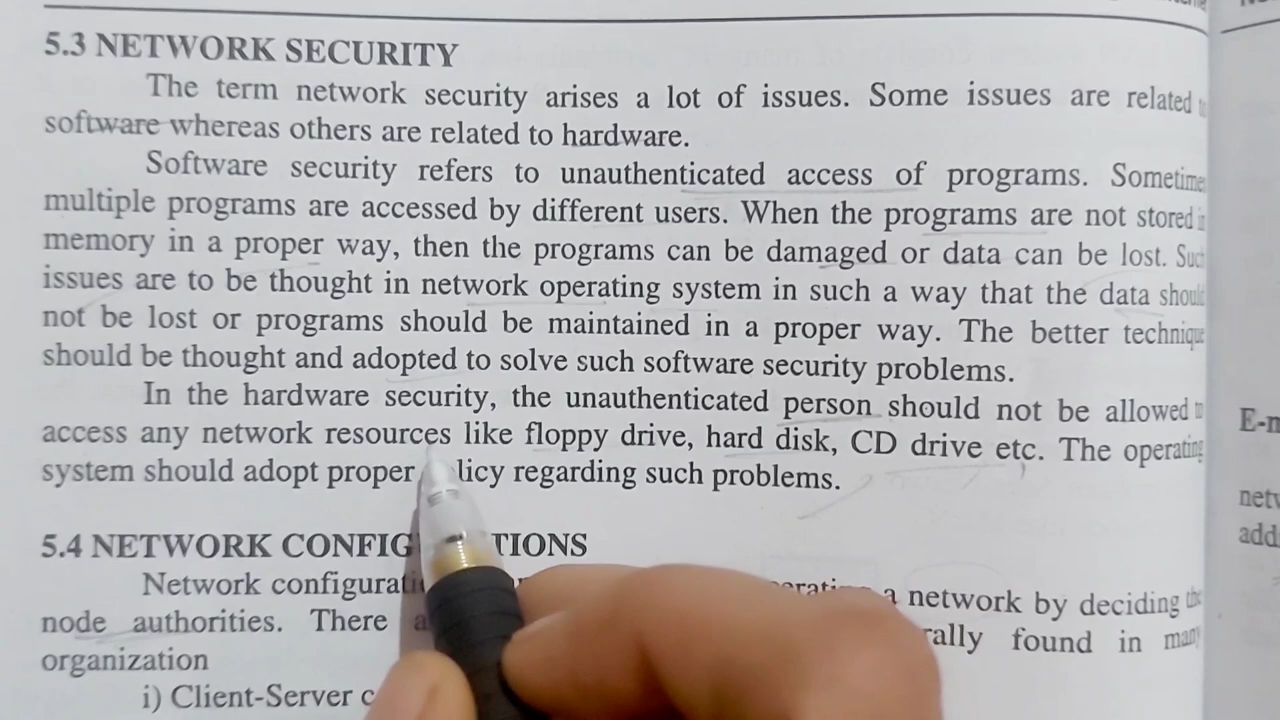 5.3 NETWORK SECURITY
The term network security arises a lot of issues. Some issues are related
software whereas others are related to hardware.
Software security refers to unauthenticated access of programs. Sometime
multiple programs are accessed by different users. When the programs are not stored in
memory in a proper way, then the programs can be damaged or data can be lost. Such
issues are to be thought in network operating system in such a way that the data should
not be lost or programs should be maintained in a proper way. The better technique
should be thought and adopted to solve such software security problems.
In the hardware security, the unauthenticated person should not be allowed
access any network resources like floppy drive, hard disk, CD drive etc. The operating
system should adopt proper licy regarding such problems.
5.4 NETWORK CONFIG TIONS
Network configurati a network by deciding the
node authorities. There rally found in many
organization
i) Client-Server c
E-n
netv
add